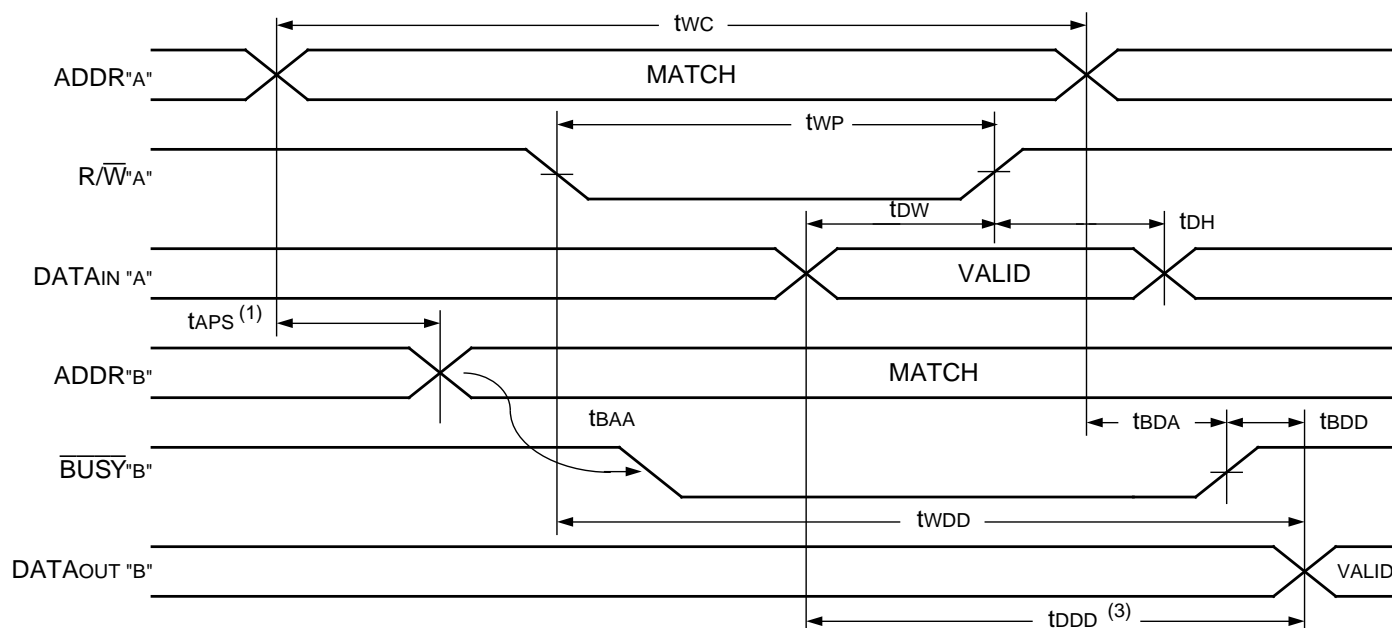 tWC
ADDR"A" MATCH
tWP
R/W̅"A"
tDW tDH
DATAIN "A" VALID
tAPS (1)
ADDR"B" MATCH
tBAA tBDA tBDD
B̅U̅S̅Y̅"B"
tWDD
DATAOUT "B" VALID
tDDD (3)